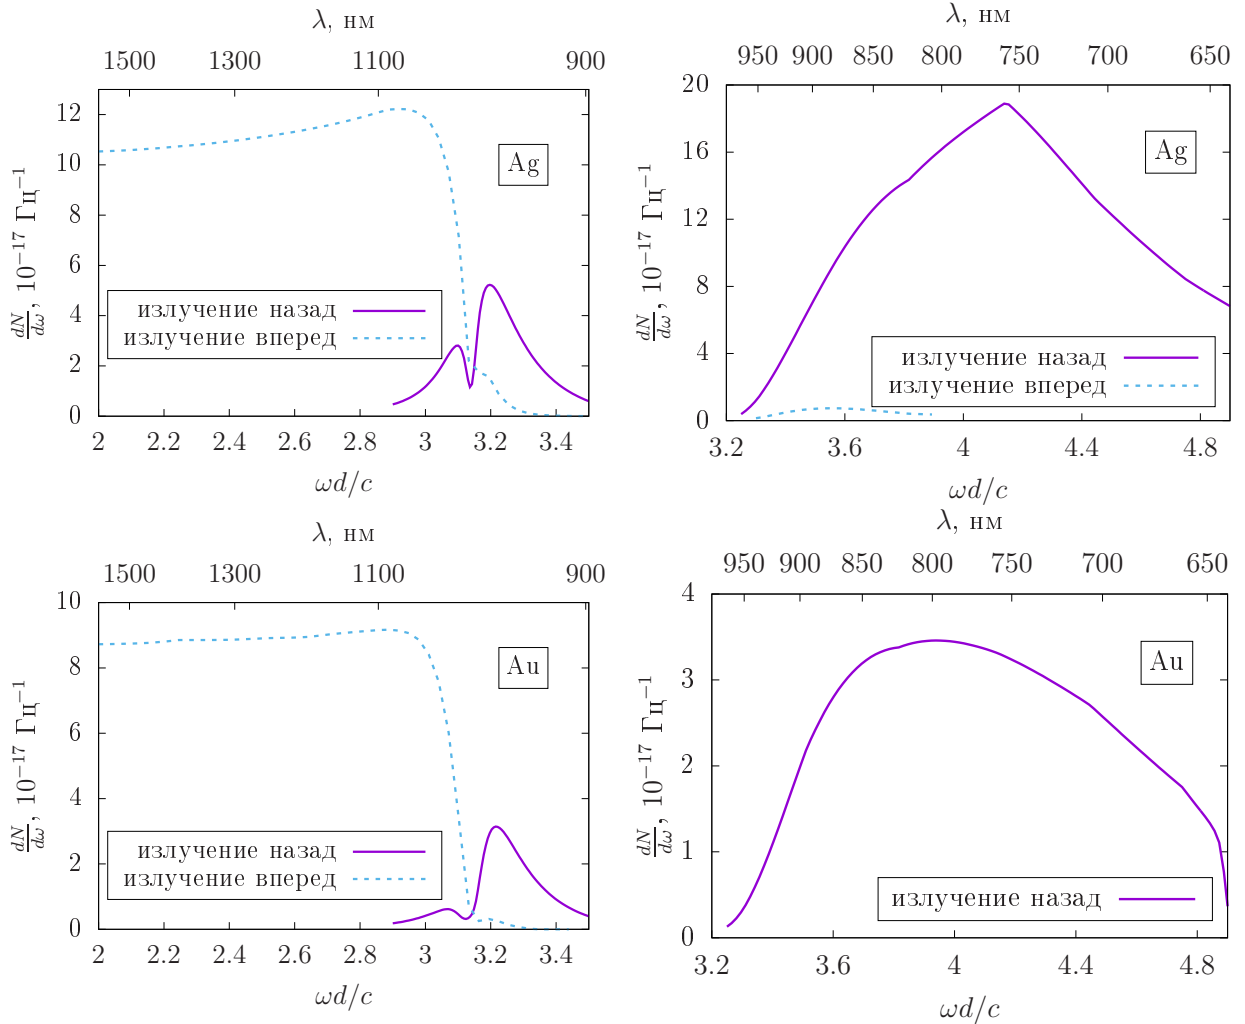 λ, нм
1500 1300 1100 900
12
10
8
6
4
2
0
dN/dω, 10⁻¹⁷ Гц⁻¹
Ag
излучение назад
излучение вперед
2 2.2 2.4 2.6 2.8 3 3.2 3.4
ωd/c
λ, нм
950 900 850 800 750 700 640
20
16
12
8
4
0
dN/dω, 10⁻¹⁷ Гц⁻¹
Ag
излучение назад
излучение вперед
3.2 3.6 4 4.4 4.8
ωd/c
λ, нм
1500 1300 1100 900
10
8
6
4
2
0
dN/dω, 10⁻¹⁷ Гц⁻¹
Au
излучение назад
излучение вперед
2 2.2 2.4 2.6 2.8 3 3.2 3.4
ωd/c
λ, нм
950 900 850 800 750 700 650
4
3
2
1
0
dN/dω, 10⁻¹⁷ Гц⁻¹
Au
излучение назад
3.2 3.6 4 4.4 4.8
ωd/c